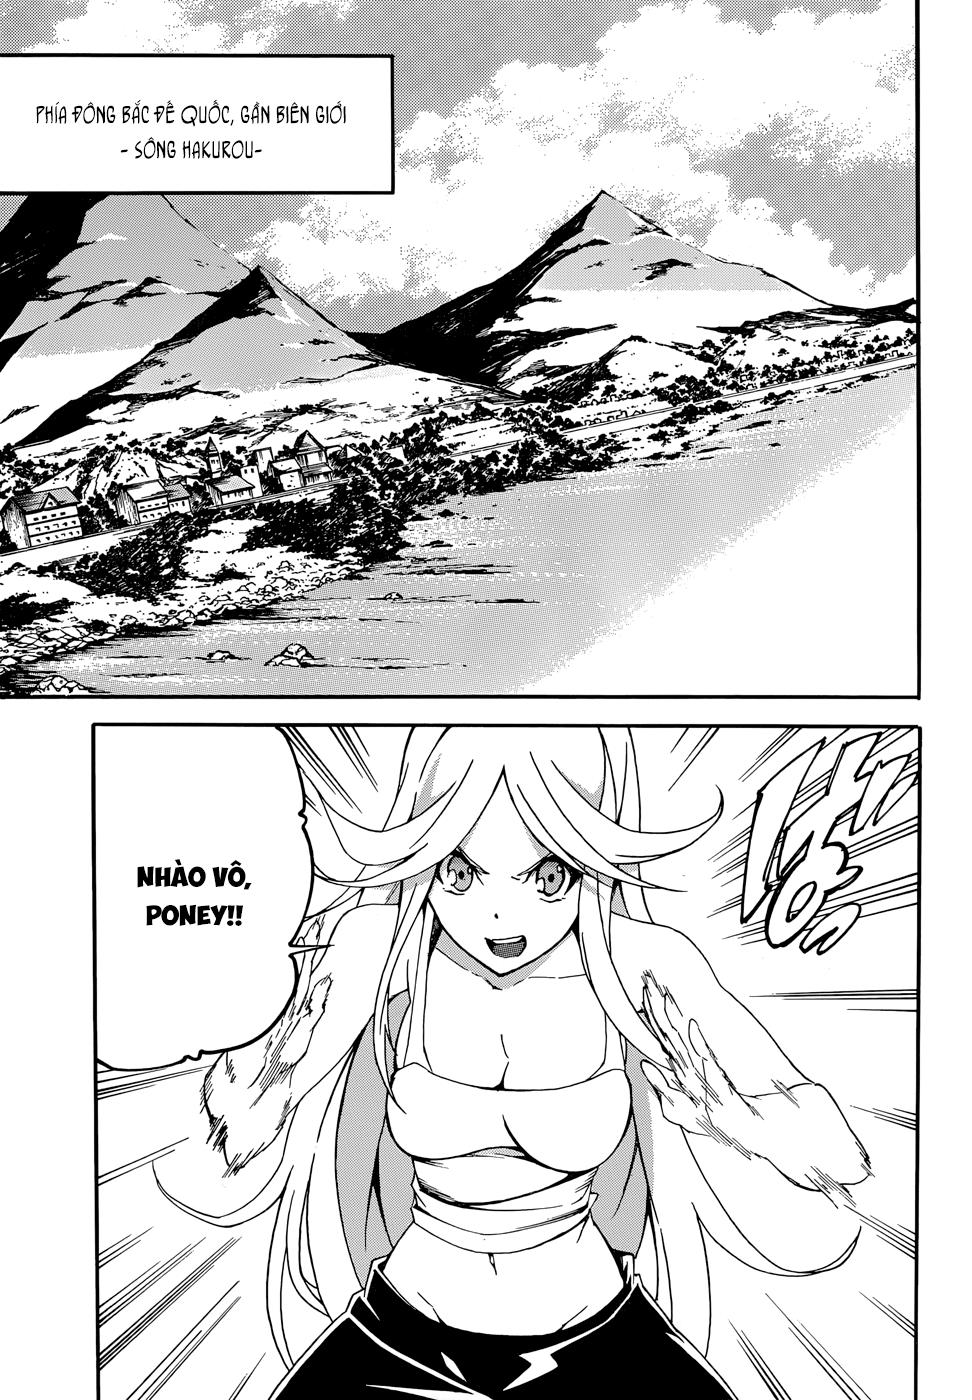 PHÍA ĐÔNG BẮC ĐẾ QUỐC, GẦN BIÊN GIỚI
- SÔNG HAKUROU-
NHÀO VÔ,
PONEY!!